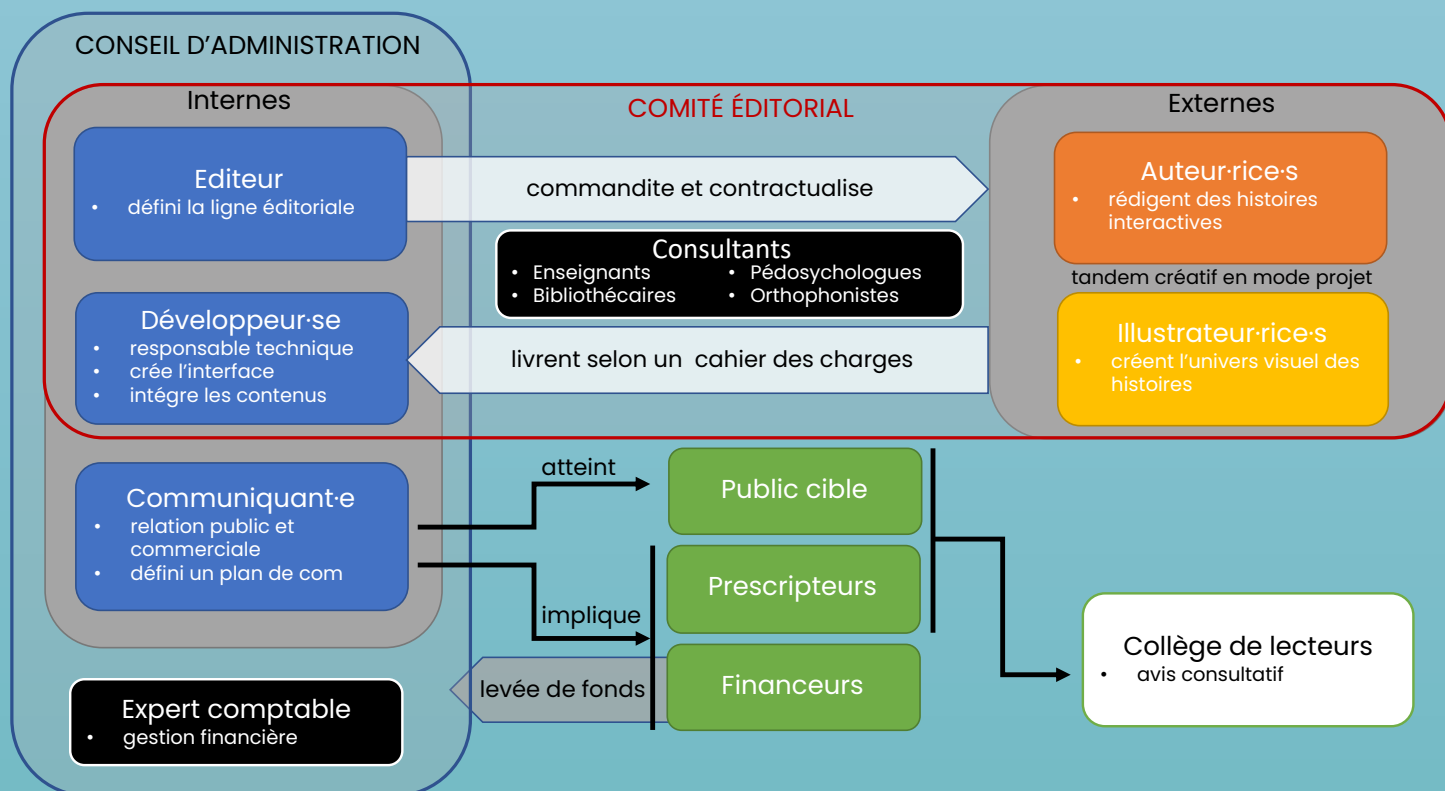 CONSEIL D'ADMINISTRATION
Internes
COMITÉ ÉDITORIAL
Externes
Editeur
• défini la ligne éditoriale
commandite et contractualise
Auteur·rice·s
• rédigent des histoires
interactives
Consultants
• Enseignants
• Bibliothécaires
• Pédosychologues
• Orthophonistes
tandem créatif en mode projet
Développeur·se
• responsable technique
• crée l'interface
• intégre les contenus
livrent selon un cahier des charges
Illustrateur·rice·s
• créent l'univers visuel des
histoires
Communiquant·e
• relation public et
commerciale
• défini un plan de com
atteint
Public cible
implique
Prescripteurs
levée de fonds
Financeurs
Collège de lecteurs
• avis consultatif
Expert comptable
• gestion financière